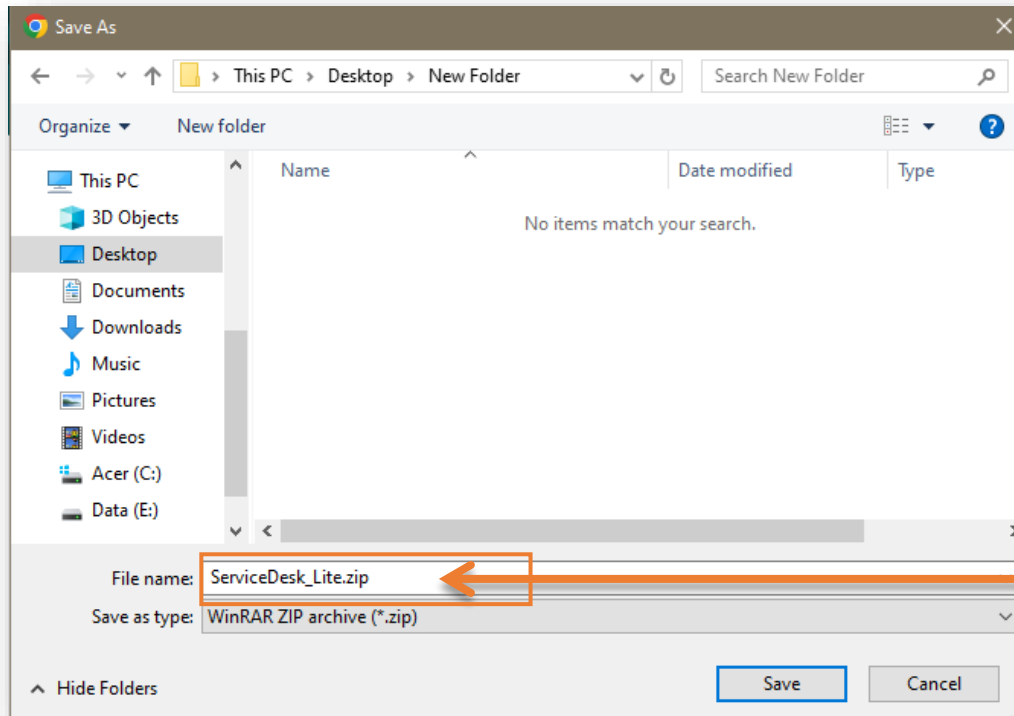 Save As
This PC > Desktop > New Folder
Search New Folder
Organize
New folder
?
Name
Date modified
Type
No items match your search.
This PC
3D Objects
Desktop
Documents
Downloads
Music
Pictures
Videos
Acer (C:)
Data (E:)
File name: ServiceDesk_Lite.zip
Save as type: WinRAR ZIP archive (*.zip)
Hide Folders
Save
Cancel